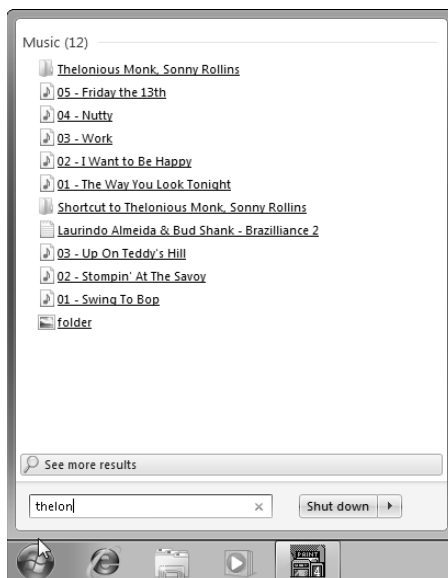 Music (12)
Thelonious Monk, Sonny Rollins
05 - Friday the 13th
04 - Nutty
03 - Work
02 - I Want to Be Happy
01 - The Way You Look Tonight
Shortcut to Thelonious Monk, Sonny Rollins
Laurindo Almeida & Bud Shank - Brazilliance 2
03 - Up On Teddy's Hill
02 - Stompin' At The Savoy
01 - Swing To Bop
folder
See more results
thelon
Shut down
PAINT
4